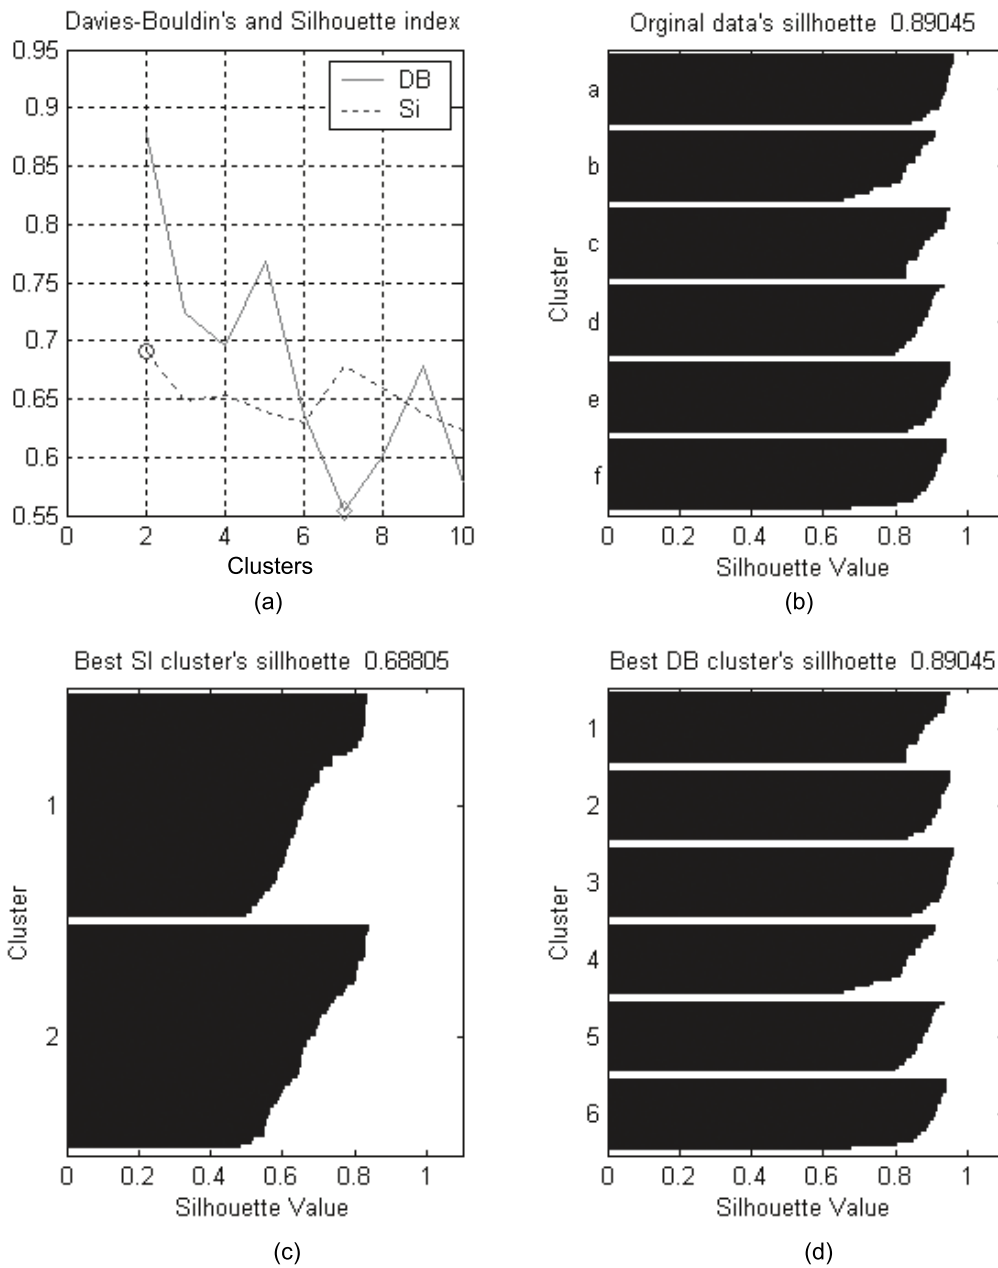 Davies-Bouldin's and Silhouette index
0.95
0.9
0.85
0.8
0.75
0.7
0.65
0.6
0.55
DB
Si
0 2 4 6 8 10
Clusters
(a)
Orginal data's sillhoette 0.89045
Cluster
a
b
c
d
e
f
0 0.2 0.4 0.6 0.8 1
Silhouette Value
(b)
Best SI cluster's sillhoette 0.68805
Cluster
1
2
0 0.2 0.4 0.6 0.8 1
Silhouette Value
(c)
Best DB cluster's sillhoette 0.89045
Cluster
1
2
3
4
5
6
0 0.2 0.4 0.6 0.8 1
Silhouette Value
(d)